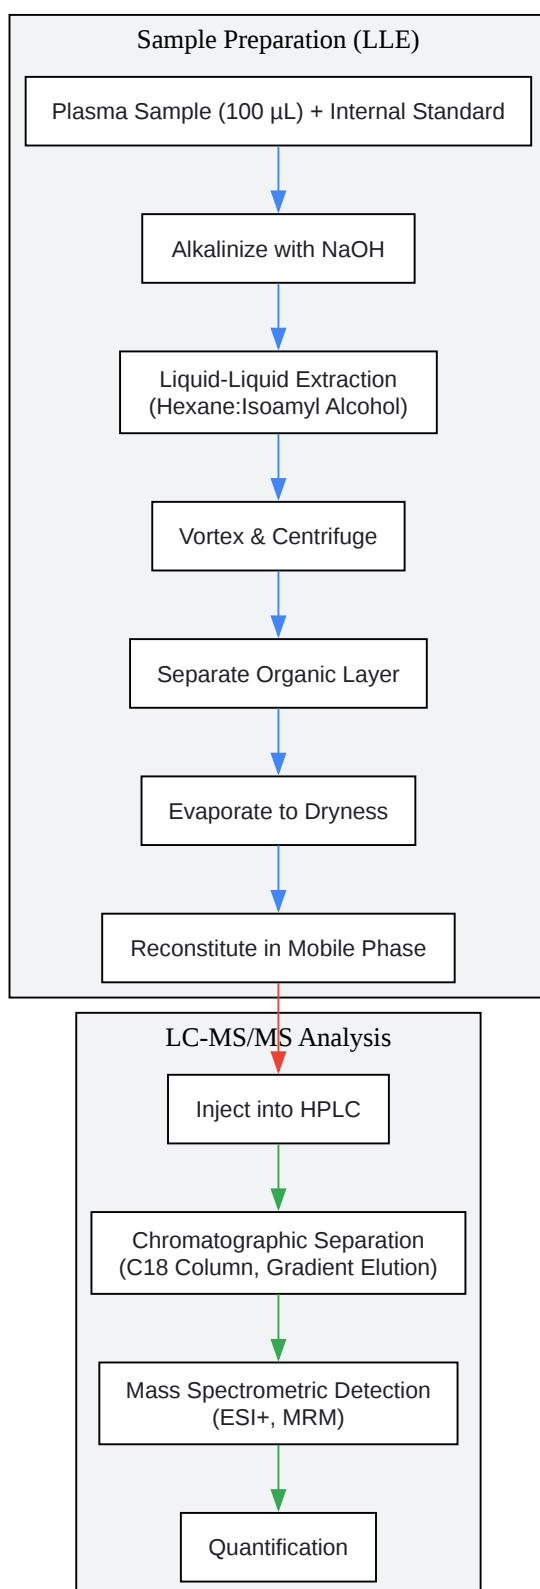 Sample Preparation (LLE)
Plasma Sample (100 µL) + Internal Standard
Alkalinize with NaOH
Liquid-Liquid Extraction
(Hexane:Isoamyl Alcohol)
Vortex & Centrifuge
Separate Organic Layer
Evaporate to Dryness
Reconstitute in Mobile Phase
LC-MS/MS Analysis
Inject into HPLC
Chromatographic Separation
(C18 Column, Gradient Elution)
Mass Spectrometric Detection
(ESI+, MRM)
Quantification